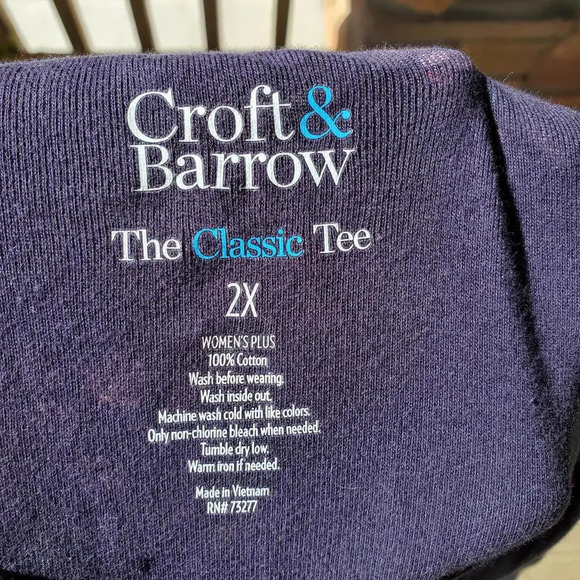 Croft &
Barrow
The Classic Tee
2X
WOMEN'S PLUS
100% Cotton
Wash before wearing.
Wash inside out.
Machine wash cold with like colors.
Only non-chlorine bleach when needed.
Tumble dry low.
Warm iron if needed.
Made in Vietnam
RN# 73277